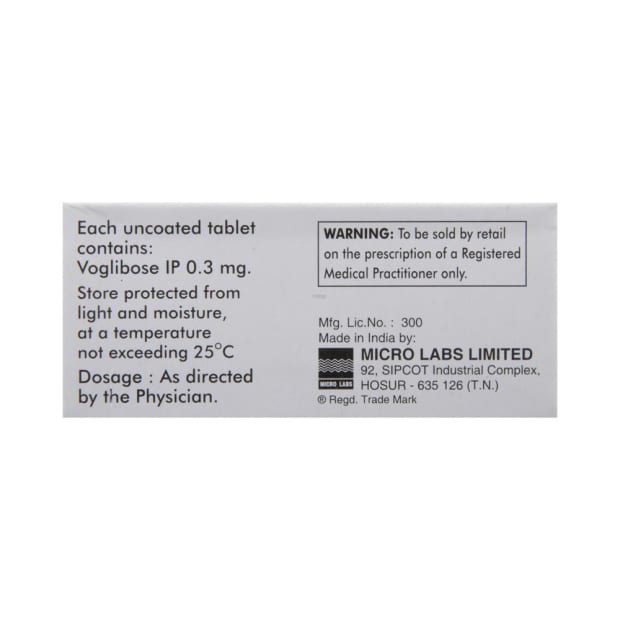 Each uncoated tablet
contains:
Voglibose IP 0.3 mg.
Store protected from
light and moisture,
at a temperature
not exceeding 25°C
Dosage : As directed
by the Physician.
WARNING: To be sold by retail
on the prescription of a Registered
Medical Practitioner only.
Mfg. Lic.No. : 300
Made in India by:
MICRO LABS LIMITED
92, SIPCOT Industrial Complex,
HOSUR - 635 126 (T.N.)
MICRO LABS
® Regd. Trade Mark